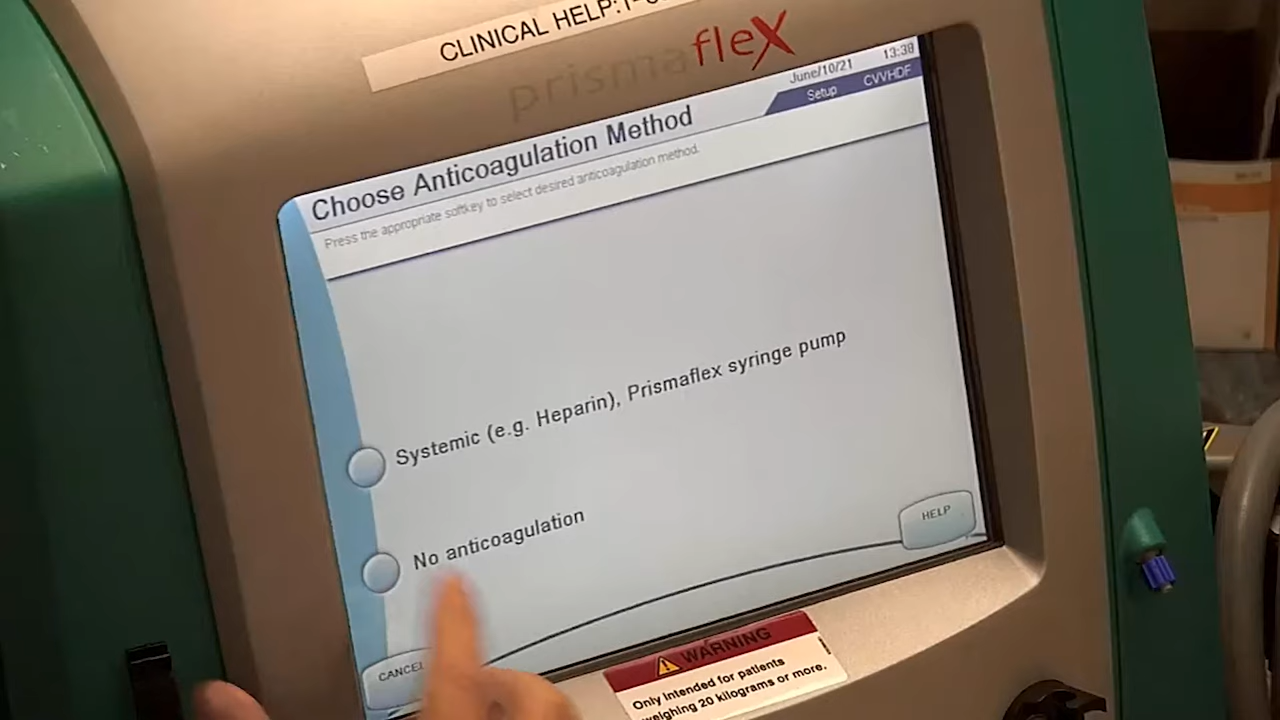 CLINICAL HELP:1-
prismaflex
June/10/21 13:38
Setup CVVHDF
Choose Anticoagulation Method
Press the appropriate softkey to select desired anticoagulation method.
Systemic (e.g. Heparin), Prismaflex syringe pump
No anticoagulation
HELP
CANCEL
WARNING
Only intended for patients
weighing 20 kilograms or more.